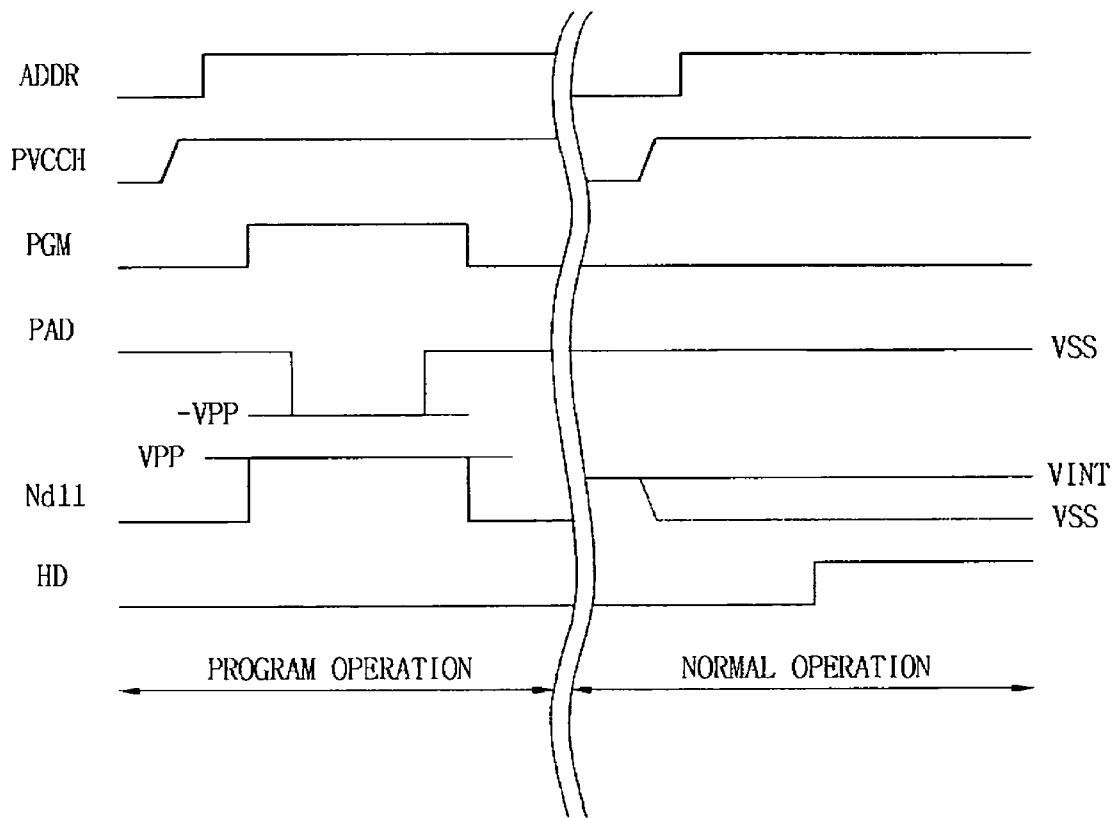 ADDR
PVCCH
PGM
PAD
VSS
-VPP
VPP
Nd11
VINT
VSS
HD
PROGRAM OPERATION
NORMAL OPERATION